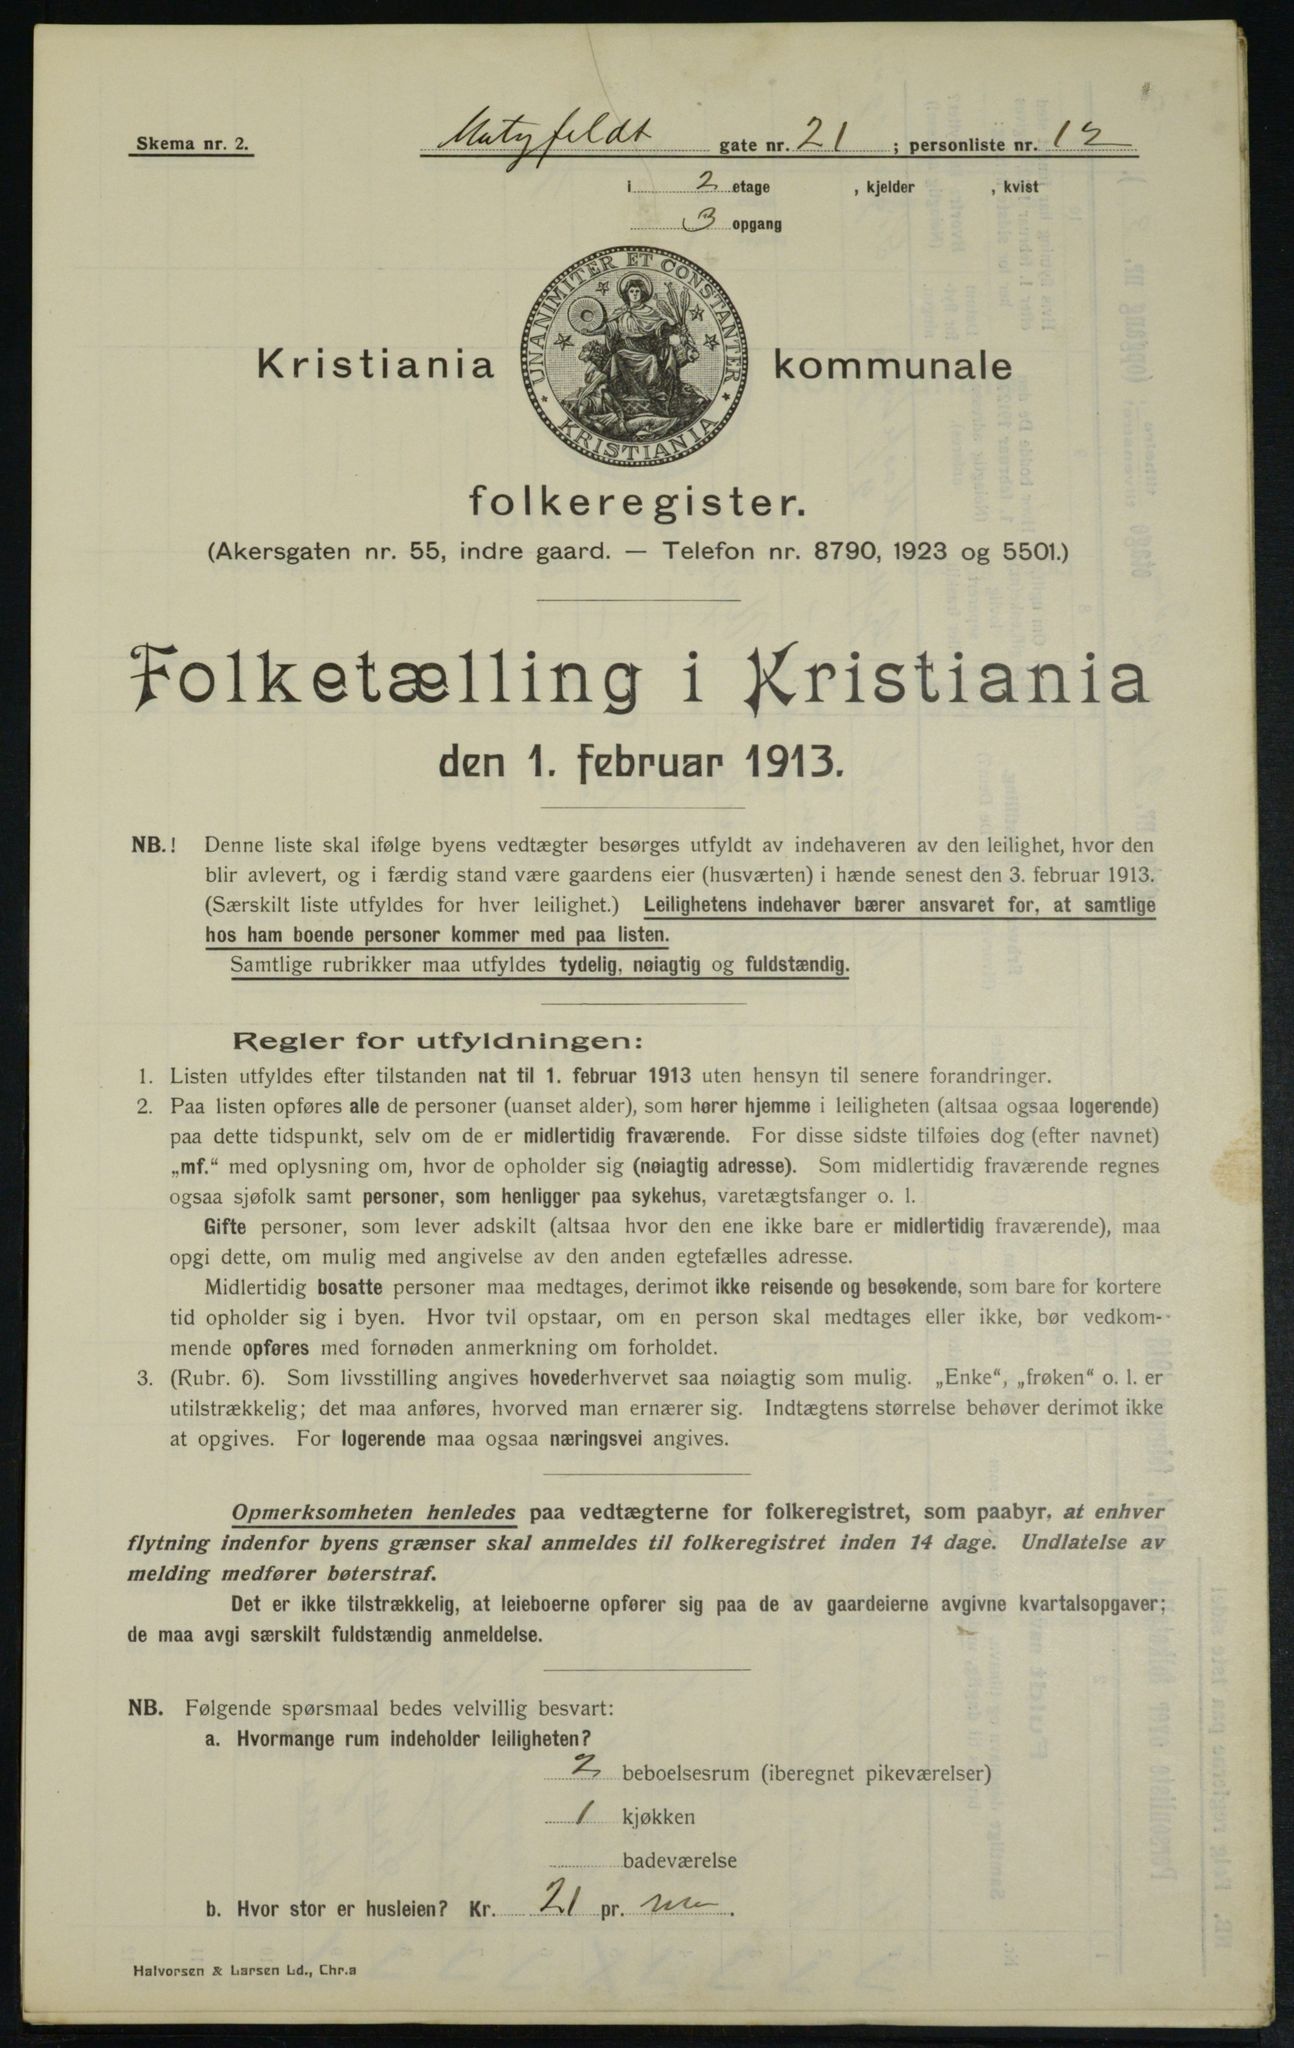 Skema nr. 2.
Matzfeldt gate nr. 21 ; personliste nr. 12
i 2 etage , kjelder , kvist
3 opgang
UNANIMITER ET CONSTANTER
KRISTIANIA
Kristiania kommunale
folkeregister.
(Akersgaten nr. 55, indre gaard. — Telefon nr. 8790, 1923 og 5501.)
Folketælling i Kristiania
den 1. februar 1913.
NB.! Denne liste skal ifølge byens vedtægter besørges utfyldt av indehaveren av den leilighet, hvor den
blir avlevert, og i færdig stand være gaardens eier (husværten) i hænde senest den 3. februar 1913.
(Særskilt liste utfyldes for hver leilighet.) Leilighetens indehaver bærer ansvaret for, at samtlige
hos ham boende personer kommer med paa listen.
Samtlige rubrikker maa utfyldes tydelig, nøiagtig og fuldstændig.
Regler for utfyldningen:
1. Listen utfyldes efter tilstanden nat til 1. februar 1913 uten hensyn til senere forandringer.
2. Paa listen opføres alle de personer (uanset alder), som hører hjemme i leiligheten (altsaa ogsaa logerende)
paa dette tidspunkt, selv om de er midlertidig fraværende. For disse sidste tilføies dog (efter navnet)
„mf.“ med oplysning om, hvor de opholder sig (nøiagtig adresse). Som midlertidig fraværende regnes
ogsaa sjøfolk samt personer, som henligger paa sykehus, varetægtsfanger o. l.
Gifte personer, som lever adskilt (altsaa hvor den ene ikke bare er midlertidig fraværende), maa
opgi dette, om mulig med angivelse av den anden egtefælles adresse.
Midlertidig bosatte personer maa medtages, derimot ikke reisende og besøkende, som bare for kortere
tid opholder sig i byen. Hvor tvil opstaar, om en person skal medtages eller ikke, bør vedkom-
mende opføres med fornøden anmerkning om forholdet.
3. (Rubr. 6). Som livsstilling angives hovederhvervet saa nøiagtig som mulig. „Enke“, „frøken“ o. l. er
utilstrækkelig; det maa anføres, hvorved man ernærer sig. Indtægtens størrelse behøver derimot ikke
at opgives. For logerende maa ogsaa næringsvei angives.
Opmerksomheten henledes paa vedtægterne for folkeregistret, som paabyr, at enhver
flytning indenfor byens grænser skal anmeldes til folkeregistret inden 14 dage. Undlatelse av
melding medfører bøterstraf.
Det er ikke tilstrækkelig, at leieboerne opfører sig paa de av gaardeierne avgivne kvartalsopgaver;
de maa avgi særskilt fuldstændig anmeldelse.
NB. Følgende spørsmaal bedes velvillig besvart:
a. Hvormange rum indeholder leiligheten?
2 beboelsesrum (iberegnet pikeværelser)
1 kjøkken
badeværelse
b. Hvor stor er husleien? Kr. 21 pr.
Halvorsen & Larsen Ld., Chr.a